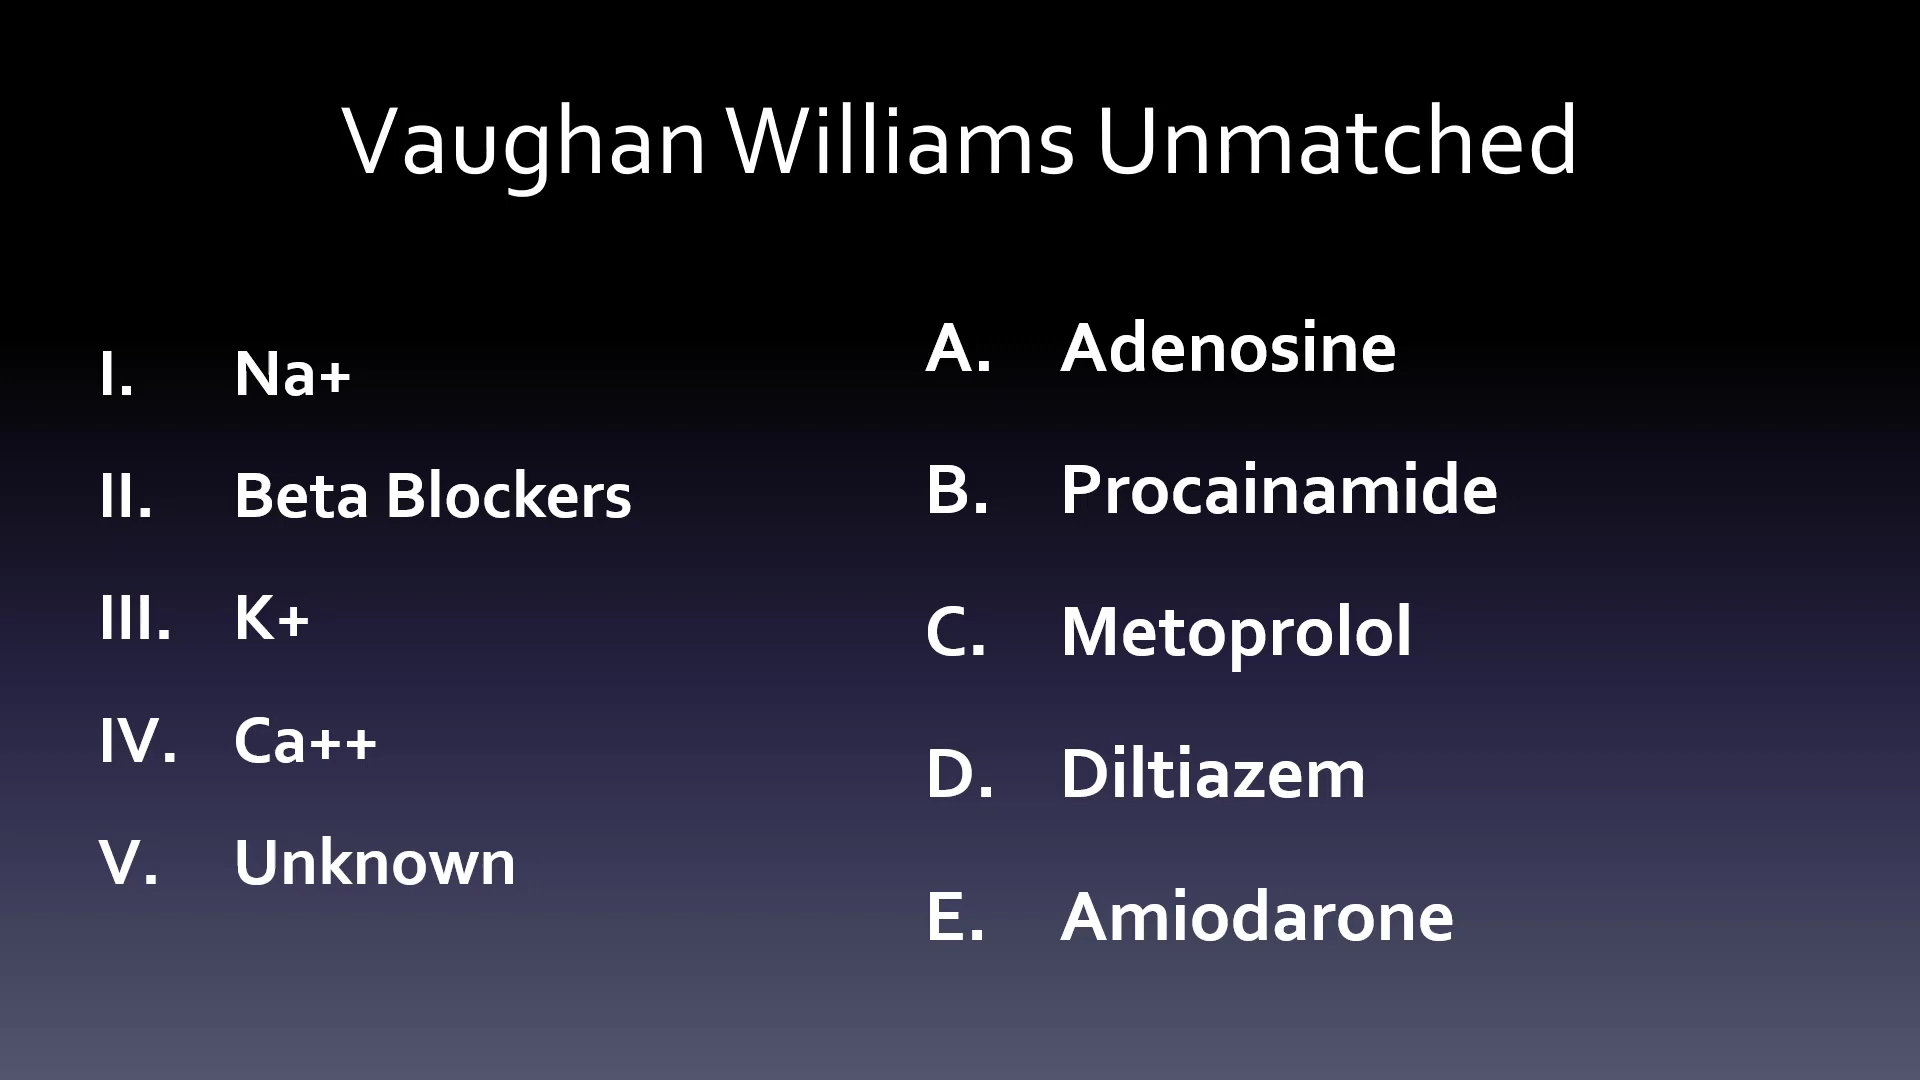 Vaughan Williams Unmatched
I. Na+
II. Beta Blockers
III. K+
IV. Ca++
V. Unknown
A. Adenosine
B. Procainamide
C. Metoprolol
D. Diltiazem
E. Amiodarone